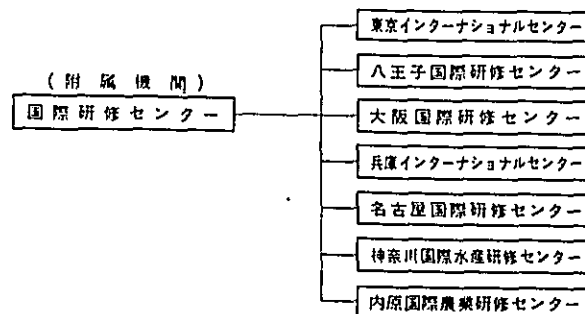 (附属機関)
国際研修センター
東京インターナショナルセンター
八王子国際研修センター
大阪国際研修センター
兵庫インターナショナルセンター
名古屋国際研修センター
神奈川国際水産研修センター
内原国際農業研修センター